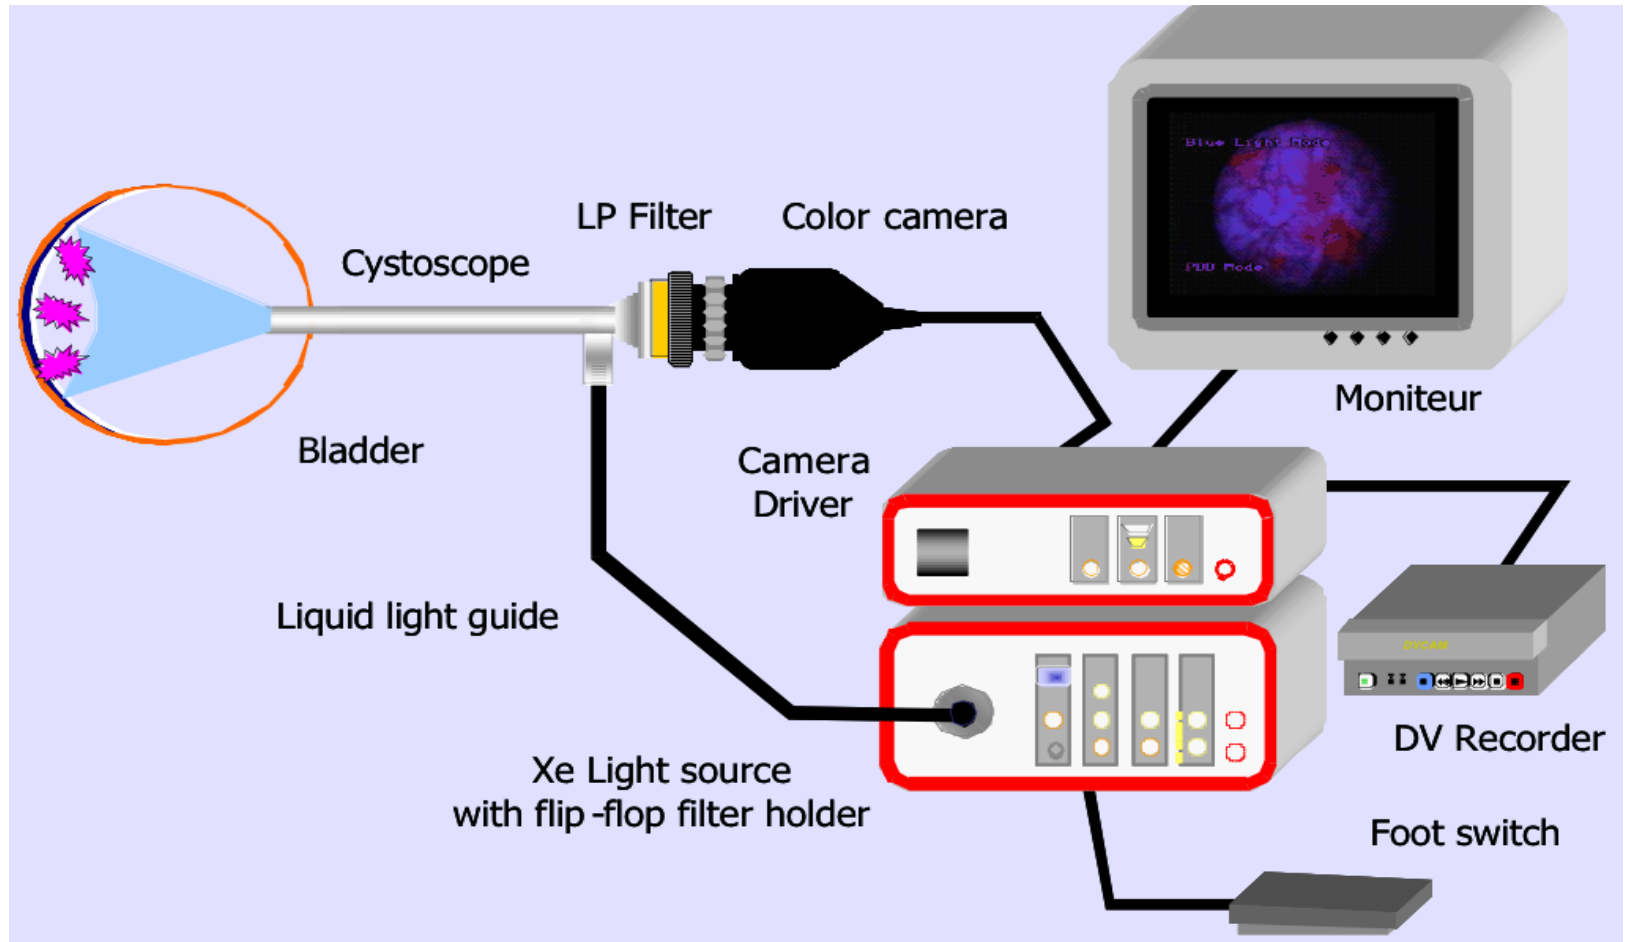 LP Filter
Color camera
Cystoscope
Blue Light Mode
PDD Mode
Moniteur
Bladder
Camera
Driver
Liquid light guide
DVCAM
DV Recorder
Xe Light source
with flip-flop filter holder
Foot switch